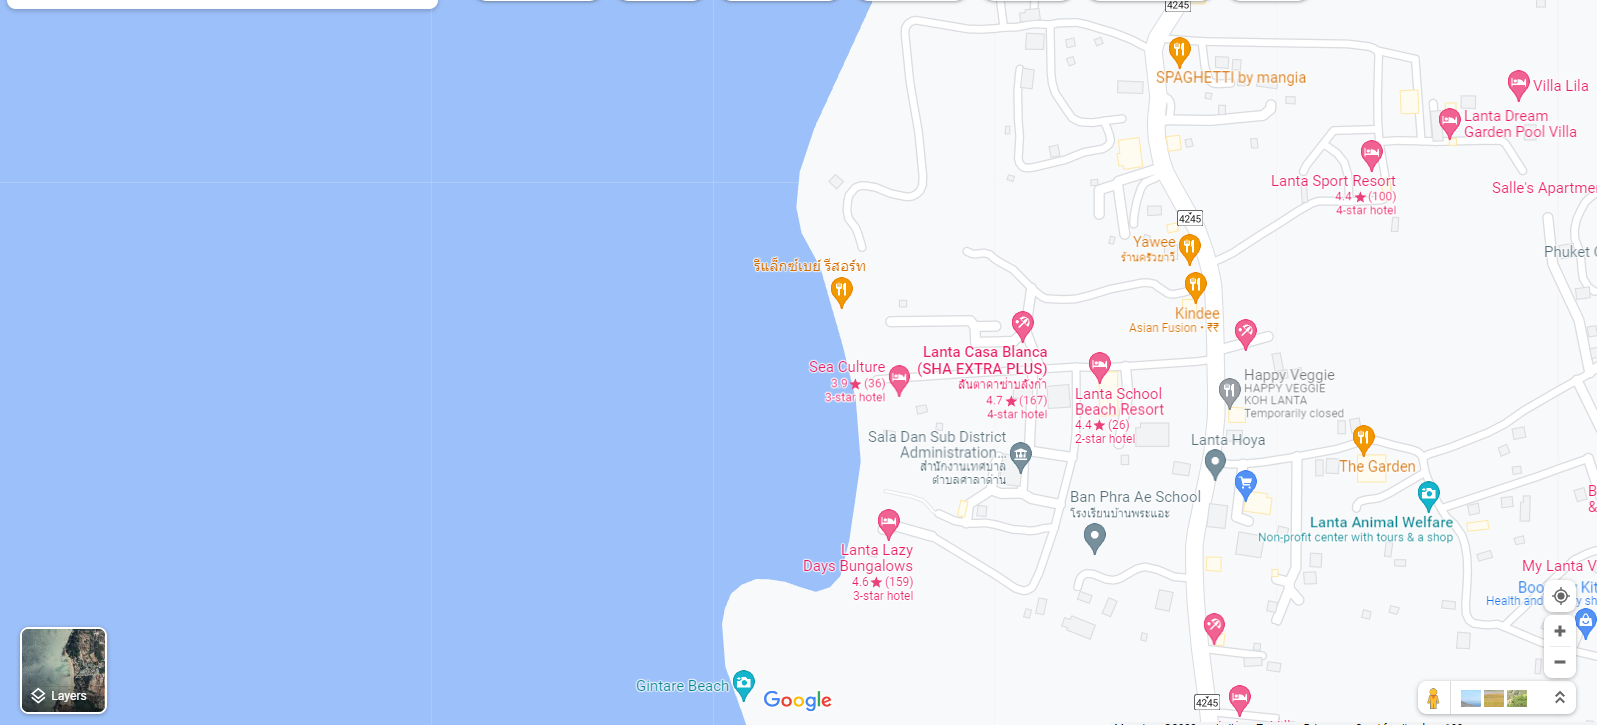 4245
SPAGHETTI by mangia
Villa Lila
Lanta Dream
Garden Pool Villa
Lanta Sport Resort
4.4★(100)
4-star hotel
Salle's Apartme
4245
Yawee
ร้านครัวยาวี
Phuket
รีแล็กซ์เบย์ รีสอร์ท
Kindee
Asian Fusion • ₹₹
Lanta Casa Blanca
(SHA EXTRA PLUS)
ลันตาคาซ่าบลังก้า
4.7★(167)
4-star hotel
Sea Culture
3.9★(36)
3-star hotel
Lanta School
Beach Resort
4.4★(26)
2-star hotel
Happy Veggie
HAPPY VEGGIE
KOH LANTA
Temporarily closed
Sala Dan Sub District
Administration...
สำนักงานเทศบาล
ตำบลศาลาด่าน
Lanta Hoya
The Garden
Ban Phra Ae School
โรงเรียนบ้านพระแอะ
Lanta Animal Welfare
Non-profit center with tours & a shop
B
&
Lanta Lazy
Days Bungalows
4.6★(159)
3-star hotel
My Lanta V
Health and
Gintare Beach
Google
Layers
4245